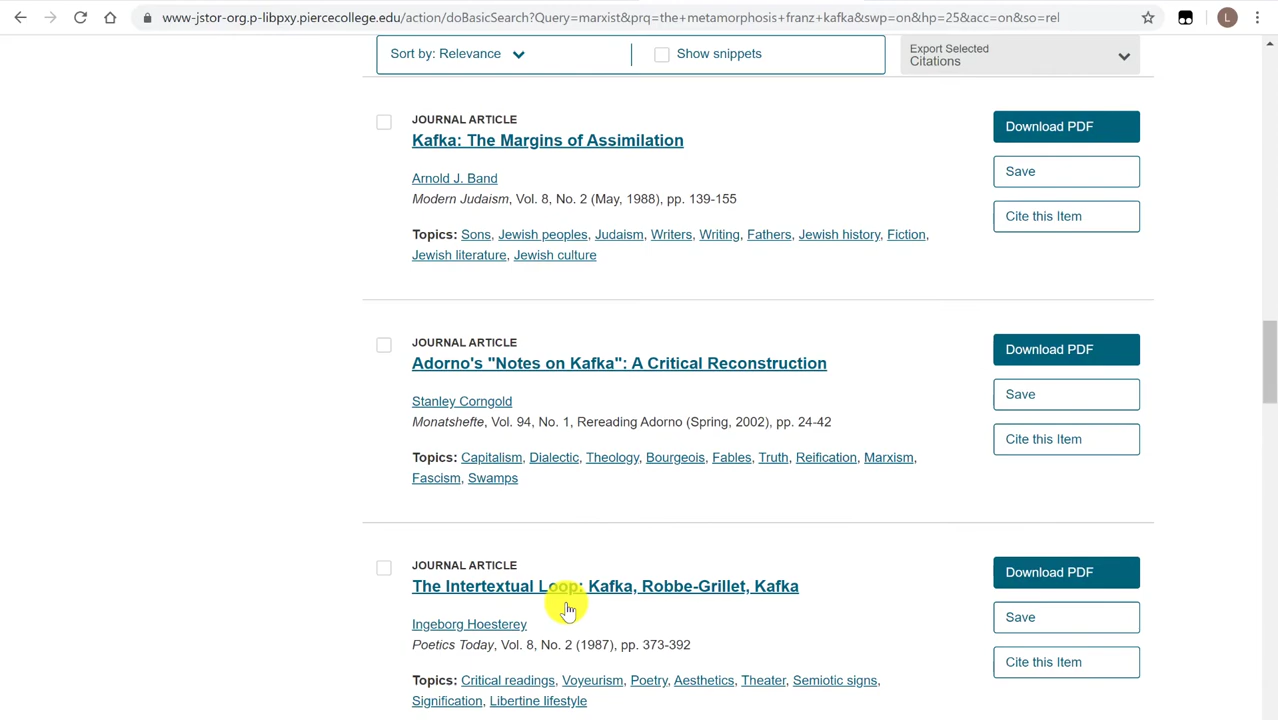 www-jstor-org.p-libpxy.piercecollege.edu/action/doBasicSearch?Query=marxist&prq=the+metamorphosis+franz+kafka&swp=on&hp=25&acc=on&so=rel
L
Sort by: Relevance
Show snippets
Export Selected
Citations
JOURNAL ARTICLE
Kafka: The Margins of Assimilation
Arnold J. Band
Modern Judaism, Vol. 8, No. 2 (May, 1988), pp. 139-155
Topics: Sons, Jewish peoples, Judaism, Writers, Writing, Fathers, Jewish history, Fiction,
Jewish literature, Jewish culture
Download PDF
Save
Cite this Item
JOURNAL ARTICLE
Adorno's "Notes on Kafka": A Critical Reconstruction
Stanley Corngold
Monatshefte, Vol. 94, No. 1, Rereading Adorno (Spring, 2002), pp. 24-42
Topics: Capitalism, Dialectic, Theology, Bourgeois, Fables, Truth, Reification, Marxism,
Fascism, Swamps
Download PDF
Save
Cite this Item
JOURNAL ARTICLE
The Intertextual Loop: Kafka, Robbe-Grillet, Kafka
Ingeborg Hoesterey
Poetics Today, Vol. 8, No. 2 (1987), pp. 373-392
Topics: Critical readings, Voyeurism, Poetry, Aesthetics, Theater, Semiotic signs,
Signification, Libertine lifestyle
Download PDF
Save
Cite this Item